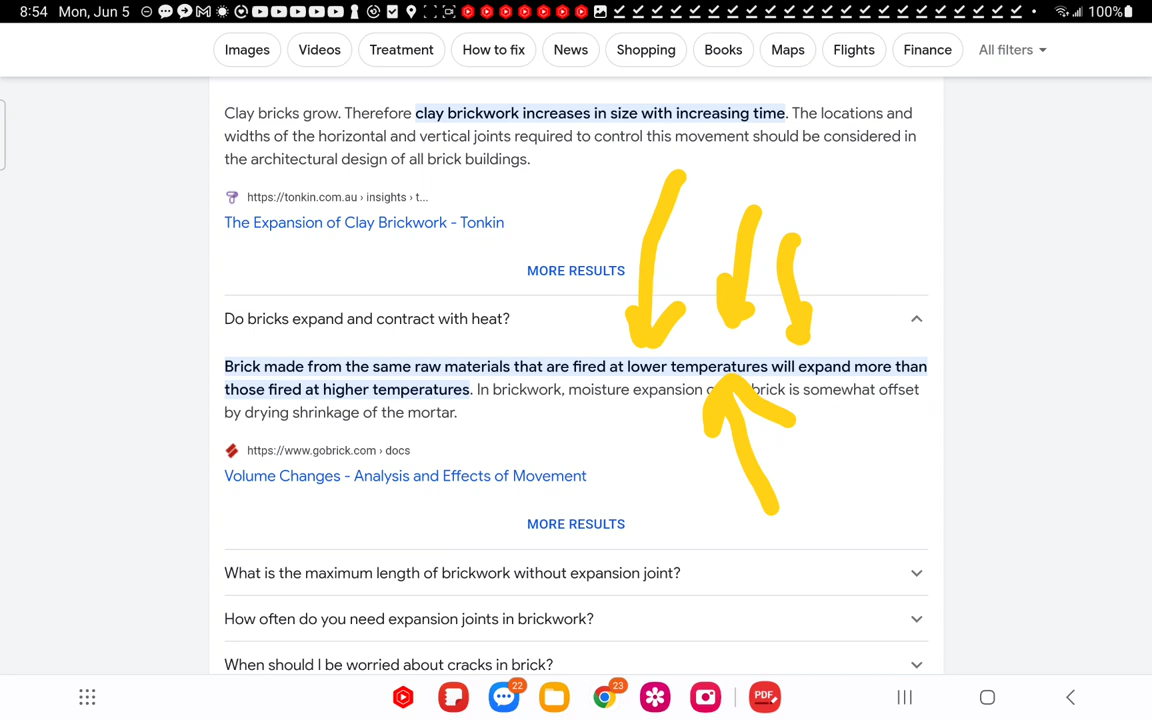 8:54 Mon, Jun 5 100%
Images Videos Treatment How to fix News Shopping Books Maps Flights Finance All filters
Clay bricks grow. Therefore clay brickwork increases in size with increasing time. The locations and
widths of the horizontal and vertical joints required to control this movement should be considered in
the architectural design of all brick buildings.
https://tonkin.com.au › insights › t...
The Expansion of Clay Brickwork - Tonkin
MORE RESULTS
Do bricks expand and contract with heat?
Brick made from the same raw materials that are fired at lower temperatures will expand more than
those fired at higher temperatures. In brickwork, moisture expansion brick is somewhat offset
by drying shrinkage of the mortar.
https://www.gobrick.com › docs
Volume Changes - Analysis and Effects of Movement
MORE RESULTS
What is the maximum length of brickwork without expansion joint?
How often do you need expansion joints in brickwork?
When should I be worried about cracks in brick?
22 23 PDF